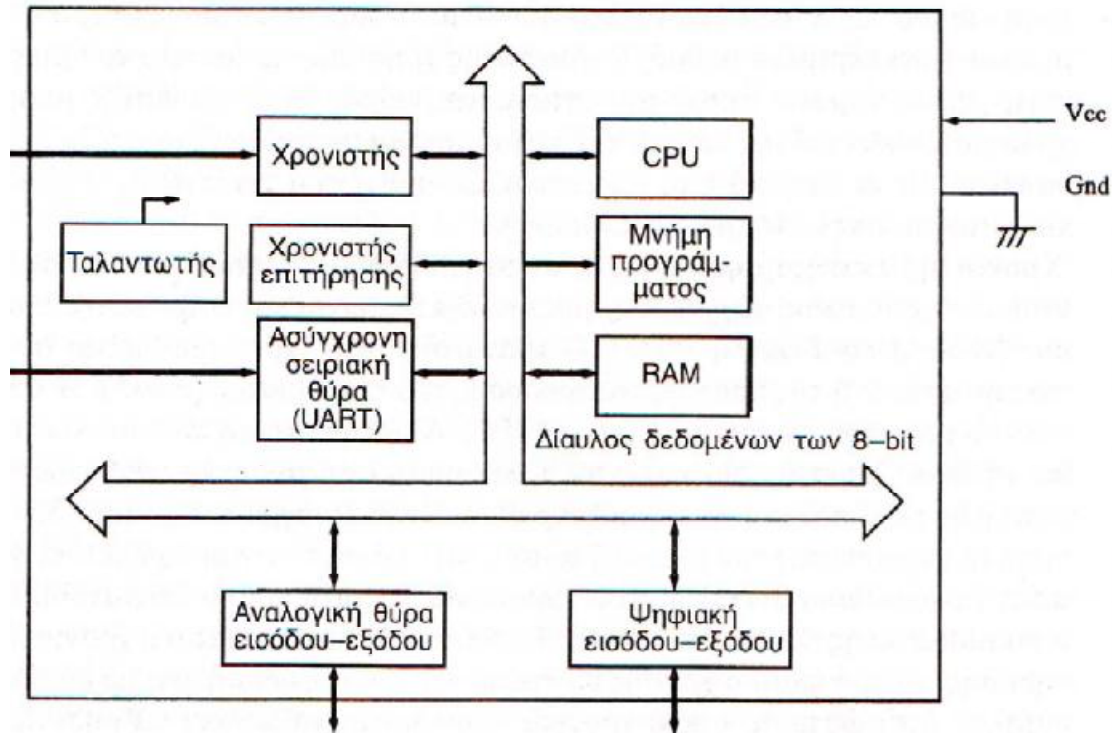 Vcc
Gnd
Χρονιστής
CPU
Ταλαντωτής
Χρονιστής
επιτήρησης
Μνήμη
προγράμ-
ματος
Ασύγχρονη
σειριακή
θύρα
(UART)
RAM
Δίαυλος δεδομένων των 8–bit
Αναλογική θύρα
εισόδου–εξόδου
Ψηφιακή
εισόδου–εξόδου